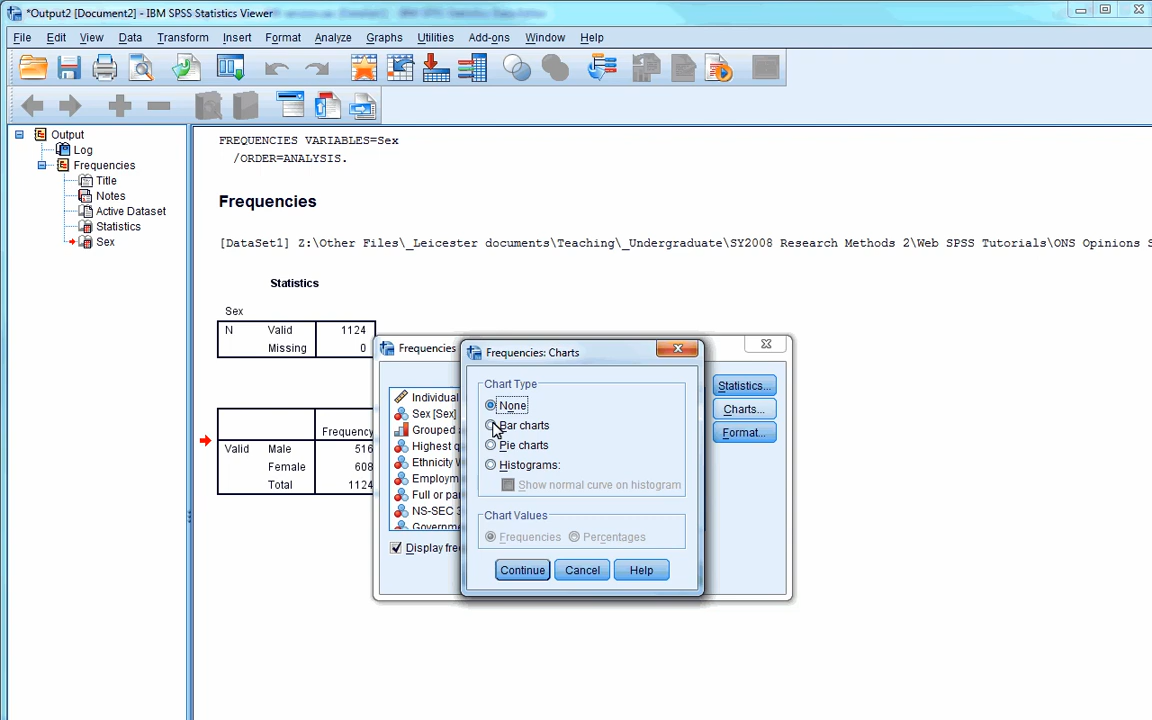 *Output2 [Document2] - IBM SPSS Statistics Viewer
File Edit View Data Transform Insert Format Analyze Graphs Utilities Add-ons Window Help
Output
Log
Frequencies
Title
Notes
Active Dataset
Statistics
Sex
FREQUENCIES VARIABLES=Sex
/ORDER=ANALYSIS.
Frequencies
[DataSet1] Z:\Other Files\_Leicester documents\Teaching\_Undergraduate\SY2008 Research Methods 2\Web SPSS Tutorials\ONS Opinions S
Statistics
Sex
N Valid 1124
Missing 0
Frequency
Valid Male 516
Female 608
Total 1124
Frequencies
Individual
Sex [Sex]
Grouped
Highest q
Ethnicity
Employm
Full or pa
NS-SEC 3
Governme
Display fre
Statistics...
Charts...
Format...
Frequencies: Charts
Chart Type
None
Bar charts
Pie charts
Histograms:
Show normal curve on histogram
Chart Values
Frequencies Percentages
Continue Cancel Help